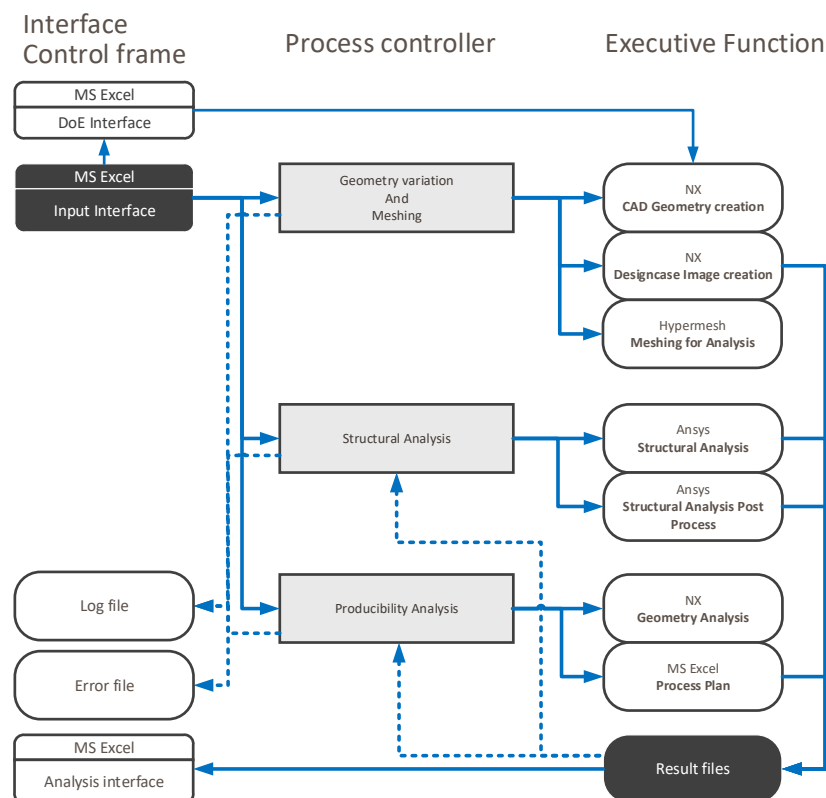 Interface
Control frame
Process controller
Executive Function
MS Excel
DoE Interface
MS Excel
Input Interface
Geometry variation
And
Meshing
NX
CAD Geometry creation
NX
Designcase Image creation
Hypermesh
Meshing for Analysis
Structural Analysis
Ansys
Structural Analysis
Ansys
Structural Analysis Post
Process
Log file
Producibility Analysis
NX
Geometry Analysis
Error file
MS Excel
Process Plan
MS Excel
Analysis interface
Result files